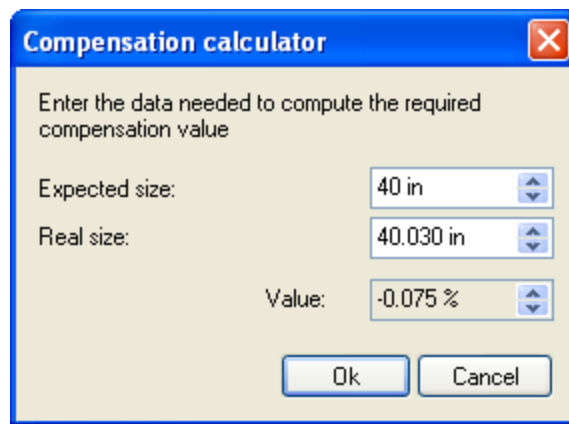 Compensation calculator
Enter the data needed to compute the required
compensation value
Expected size: 40 in
Real size: 40.030 in
Value: -0.075 %
Ok Cancel